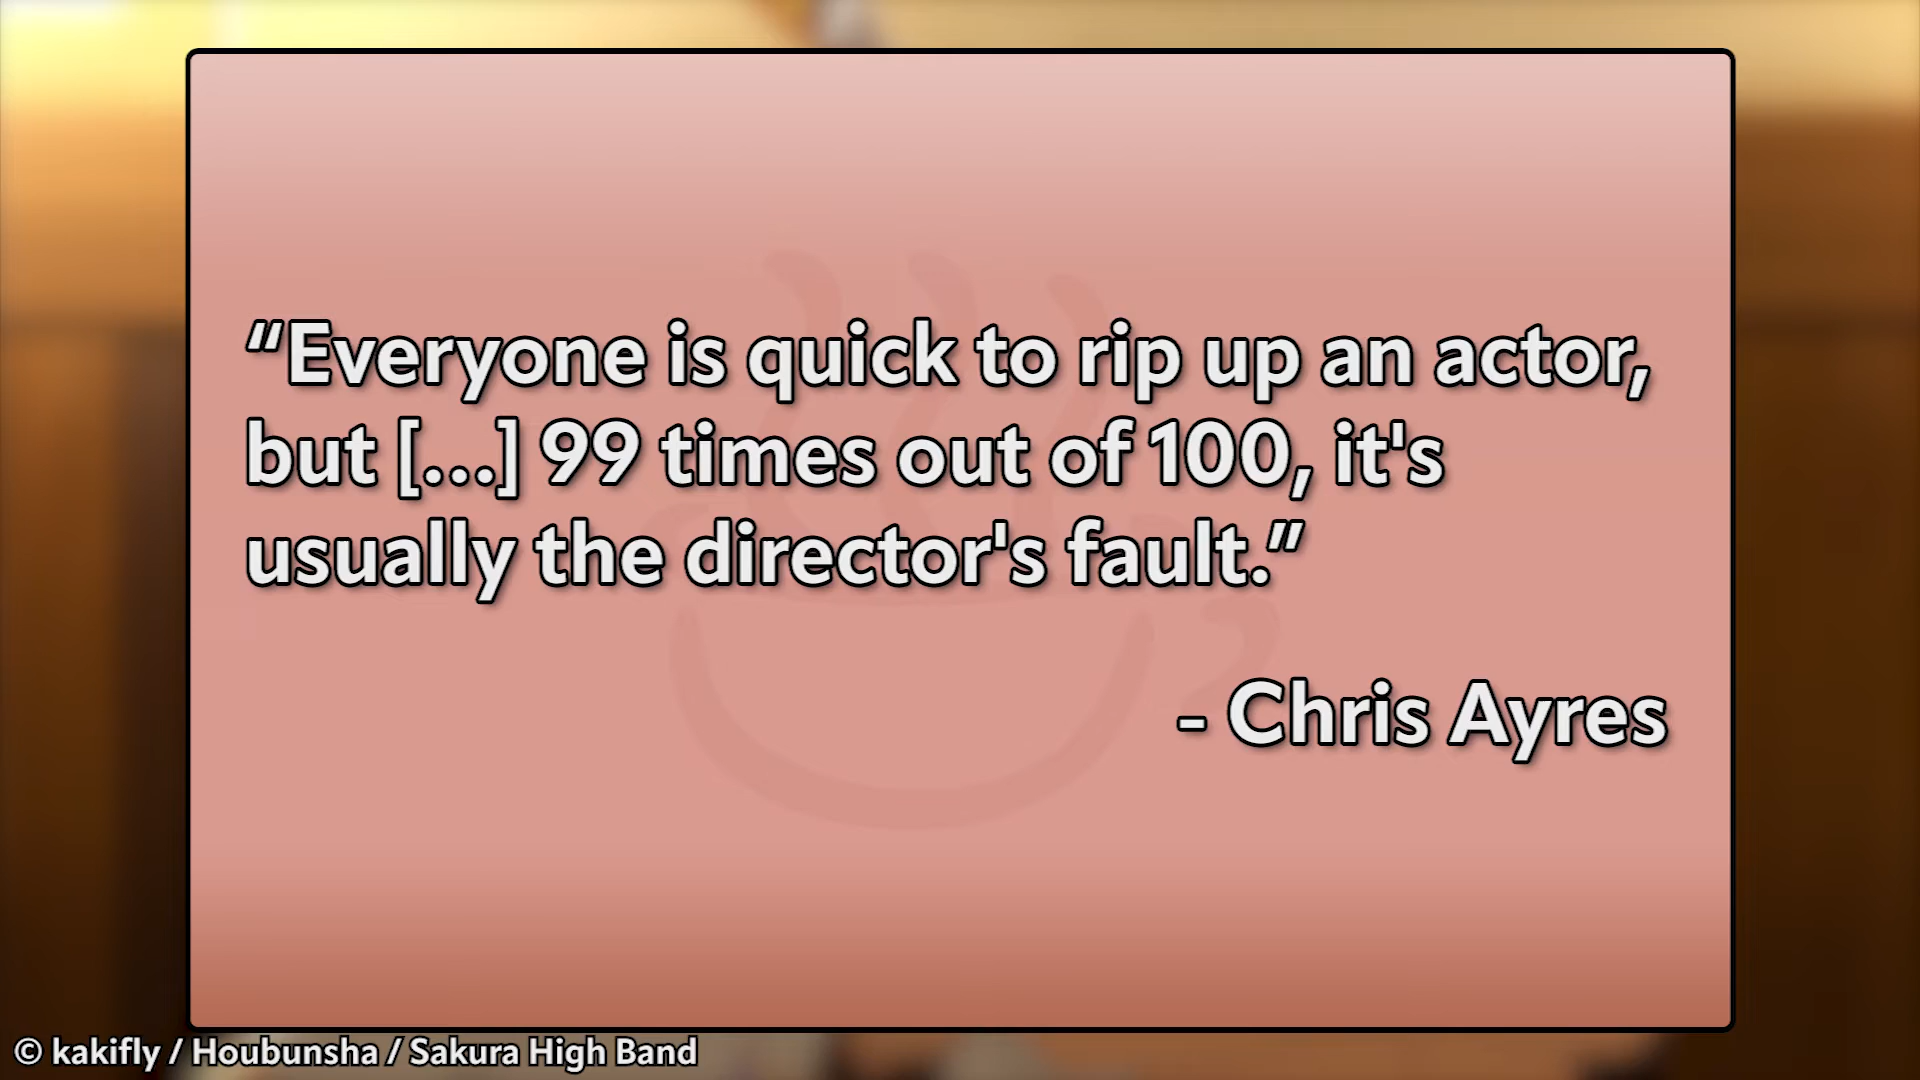 “Everyone is quick to rip up an actor,
but [...] 99 times out of 100, it's
usually the director's fault.”
- Chris Ayres
© kakifly / Houbunsha / Sakura High Band